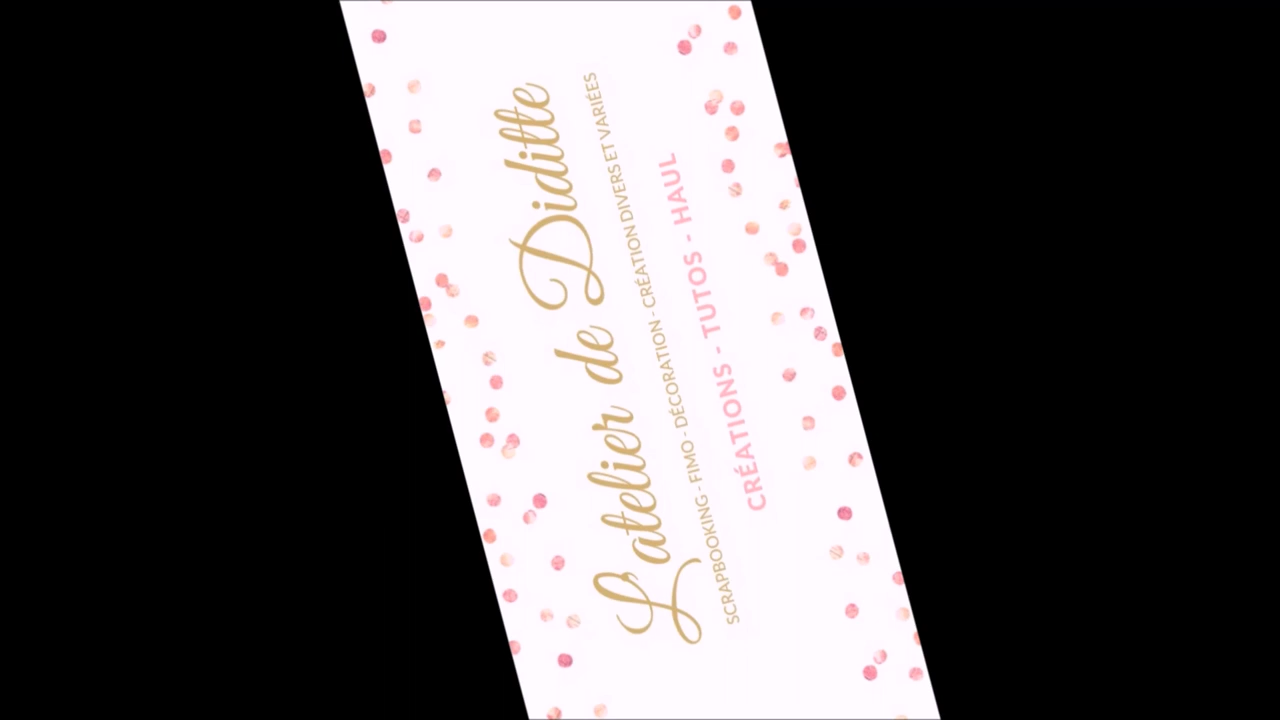 L'atelier de Diditte
SCRAPBOOKING - FIMO - DÉCORATION - CRÉATION DIVERS ET VARIÉES
CRÉATIONS - TUTOS - HAUL